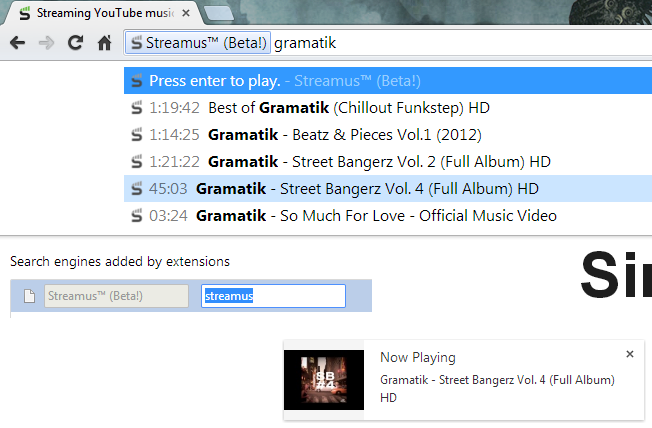 Streaming YouTube musi
Streamus™ (Beta!) gramatik
Press enter to play. - Streamus™ (Beta!)
1:19:42 Best of Gramatik (Chillout Funkstep) HD
1:14:25 Gramatik - Beatz & Pieces Vol.1 (2012)
1:21:22 Gramatik - Street Bangerz Vol. 2 (Full Album) HD
45:03 Gramatik - Street Bangerz Vol. 4 (Full Album) HD
03:24 Gramatik - So Much For Love - Official Music Video
Search engines added by extensions
Sin
Streamus™ (Beta!) streamus
Now Playing
SB
#4
Gramatik - Street Bangerz Vol. 4 (Full Album)
HD